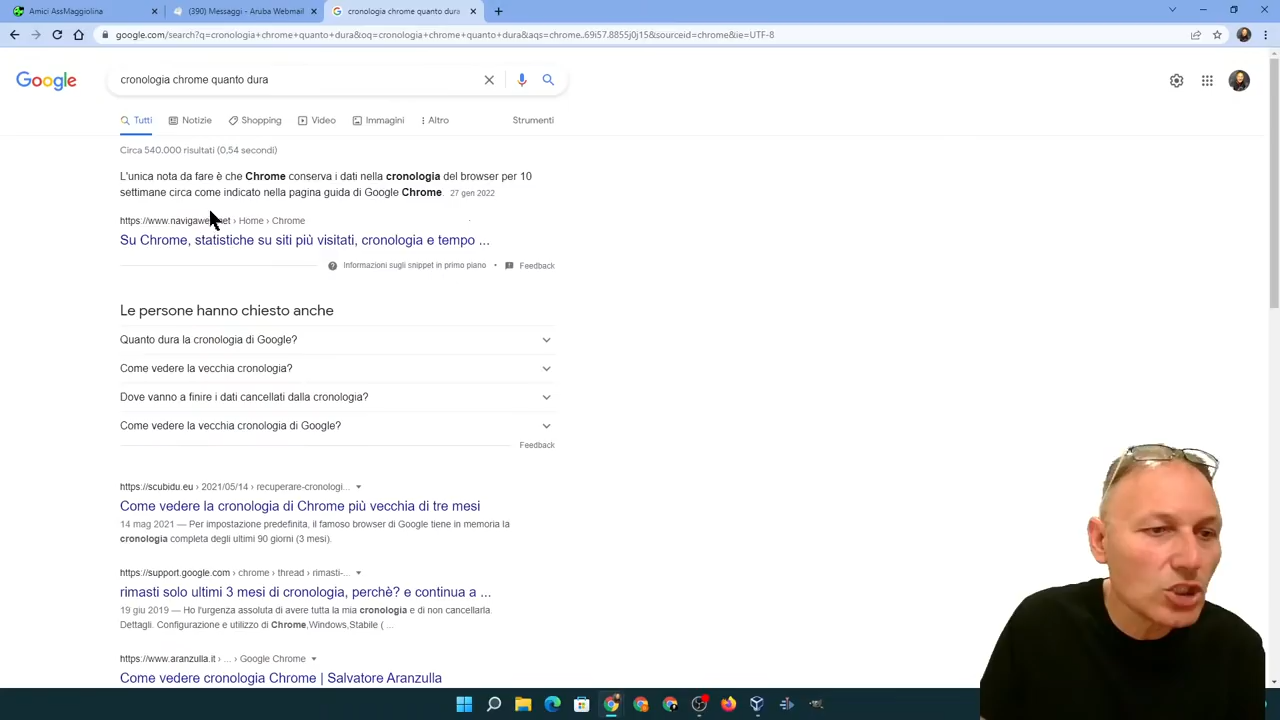 Amici AssMaggiolina
(390) Messaggi - Aruba Webmail
cronologia chrome quanto dura
google.com/search?q=cronologia+chrome+quanto+dura&oq=cronologia+chrome+quanto+dura&aqs=chrome..69i57.8855j0j15&sourceid=chrome&ie=UTF-8
Google
cronologia chrome quanto dura
Tutti
Notizie
Shopping
Video
Immagini
Altro
Strumenti
Circa 540.000 risultati (0,54 secondi)
L'unica nota da fare è che Chrome conserva i dati nella cronologia del browser per 10
settimane circa come indicato nella pagina guida di Google Chrome. 27 gen 2022
› Home › Chrome
Su Chrome, statistiche su siti più visitati, cronologia e tempo ...
Informazioni sugli snippet in primo piano • Feedback
Le persone hanno chiesto anche
Quanto dura la cronologia di Google?
Come vedere la vecchia cronologia?
Dove vanno a finire i dati cancellati dalla cronologia?
Come vedere la vecchia cronologia di Google?
Feedback
https://scubidu.eu › 2021/05/14 › recuperare-cronologi...
Come vedere la cronologia di Chrome più vecchia di tre mesi
14 mag 2021 — Per impostazione predefinita, il famoso browser di Google tiene in memoria la
cronologia completa degli ultimi 90 giorni (3 mesi).
https://support.google.com › chrome › thread › rimasti-...
rimasti solo ultimi 3 mesi di cronologia, perchè? e continua a ...
19 giu 2019 — Ho l'urgenza assoluta di avere tutta la mia cronologia e di non cancellarla.
Dettagli. Configurazione e utilizzo di Chrome,Windows,Stabile ( ...
https://www.aranzulla.it › ... › Google Chrome
Come vedere cronologia Chrome | Salvatore Aranzulla